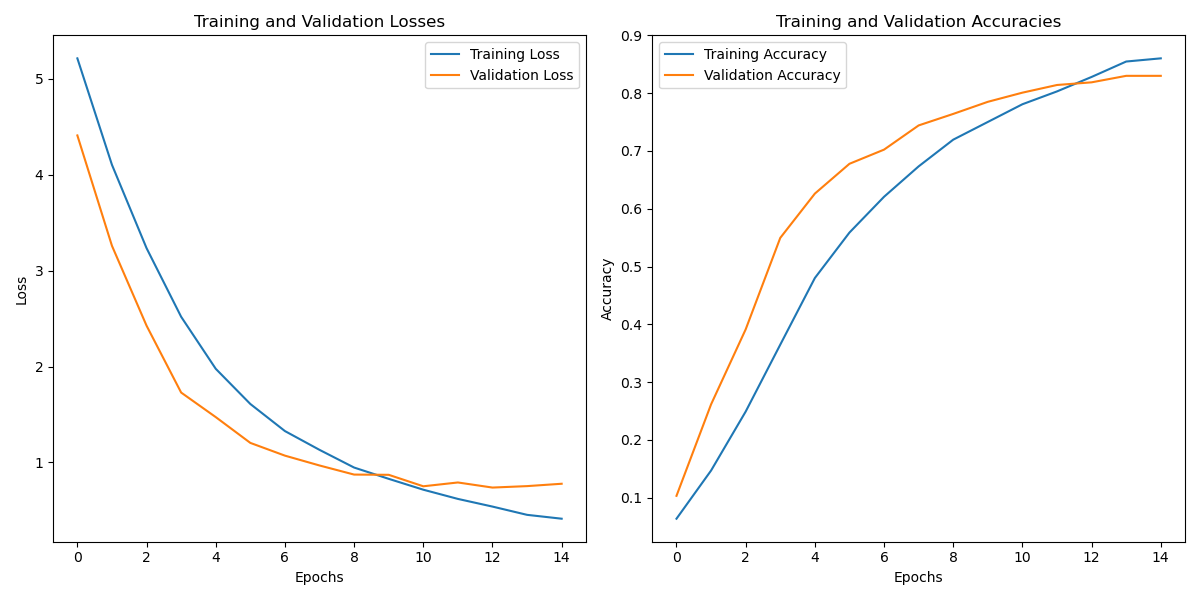 Training and Validation Losses
Training Loss
Validation Loss
5
4
3
2
1
Loss
0 2 4 6 8 10 12 14
Epochs
Training and Validation Accuracies
Training Accuracy
Validation Accuracy
0.9
0.8
0.7
0.6
0.5
0.4
0.3
0.2
0.1
Accuracy
0 2 4 6 8 10 12 14
Epochs